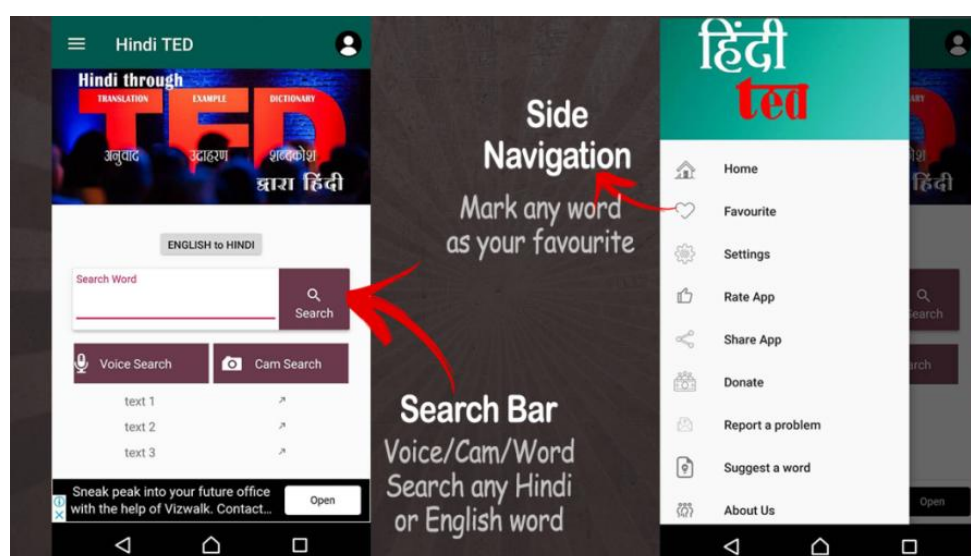 Hindi TED
Hindi through
TRANSLATION EXAMPLE DICTIONARY
TED
अनुवाद उदाहरण शब्दकोश
द्वारा हिंदी
ENGLISH to HINDI
Search Word
Search
Voice Search Cam Search
text 1
text 2
text 3
Sneak peak into your future office
with the help of Vizwalk. Contact...
Open
Side
Navigation
Mark any word
as your favourite
Search Bar
Voice/Cam/Word
Search any Hindi
or English word
हिंदी
ted
Home
Favourite
Settings
Rate App
Share App
Donate
Report a problem
Suggest a word
About Us
हिंदी
Search
Open